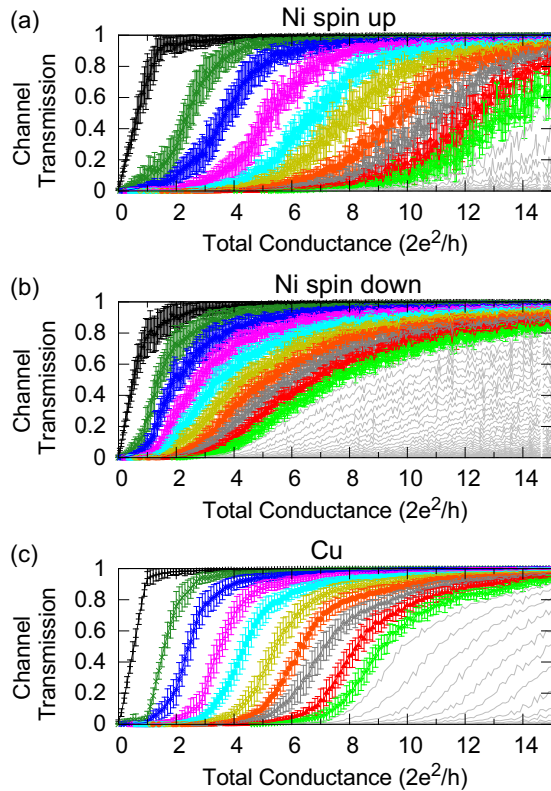 (a)
Ni spin up
1
0.8
0.6
0.4
0.2
0
Channel
Transmission
0 2 4 6 8 10 12 14
Total Conductance (2e²/h)
(b)
Ni spin down
1
0.8
0.6
0.4
0.2
0
Channel
Transmission
0 2 4 6 8 10 12 14
Total Conductance (2e²/h)
(c)
Cu
1
0.8
0.6
0.4
0.2
0
Channel
Transmission
0 2 4 6 8 10 12 14
Total Conductance (2e²/h)